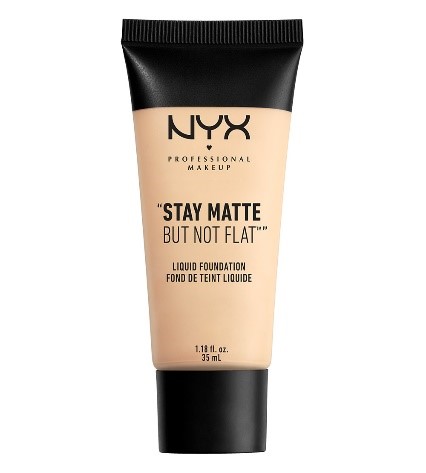 NYX
PROFESSIONAL
MAKEUP
"STAY MATTE
BUT NOT FLAT™"
LIQUID FOUNDATION
FOND DE TEINT LIQUIDE
1.18 fl. oz.
35 mL